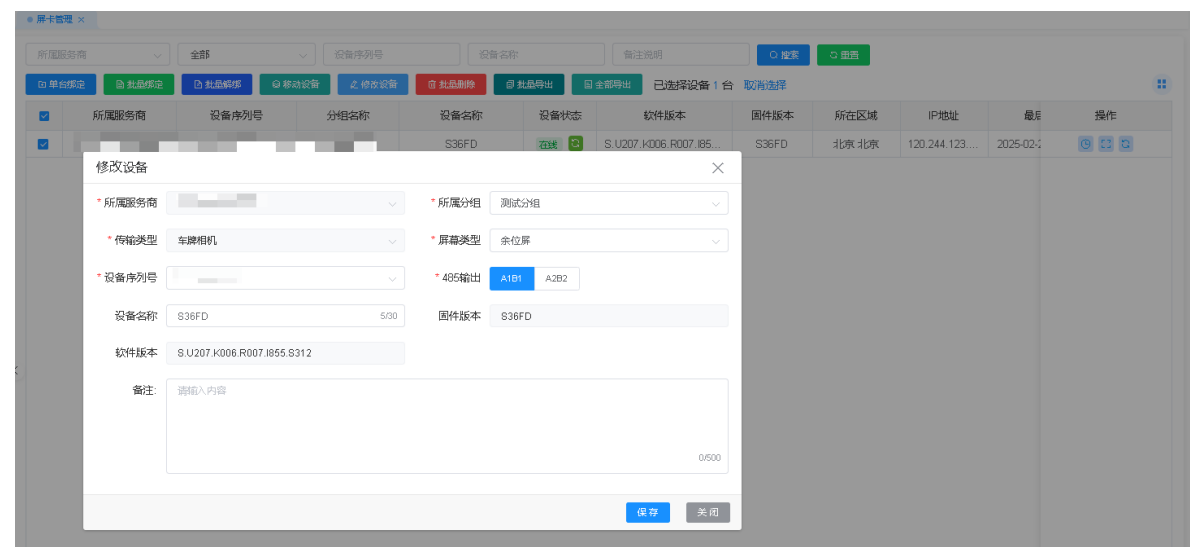 屏卡管理 ×
所属服务商 全部 设备序列号 设备名称 备注说明 搜索 重置
单台绑定 批量绑定 批量解绑 移动设备 修改设备 批量删除 批量导出 全部导出 已选择设备 1 台 取消选择
所属服务商 设备序列号 分组名称 设备名称 设备状态 软件版本 固件版本 所在区域 IP地址 最后 操作
S36FD 在线 S.U207.K006.R007.I85... S36FD 北京 北京 120.244.123.... 2025-02-2
修改设备
* 所属服务商 * 所属分组 测试分组
* 传输类型 车牌相机 * 屏幕类型 余位屏
* 设备序列号 * 485输出 A1B1 A2B2
设备名称 S36FD 5/30 固件版本 S36FD
软件版本 S.U207.K006.R007.I855.S312
备注: 请输入内容
0/500
保存 关闭